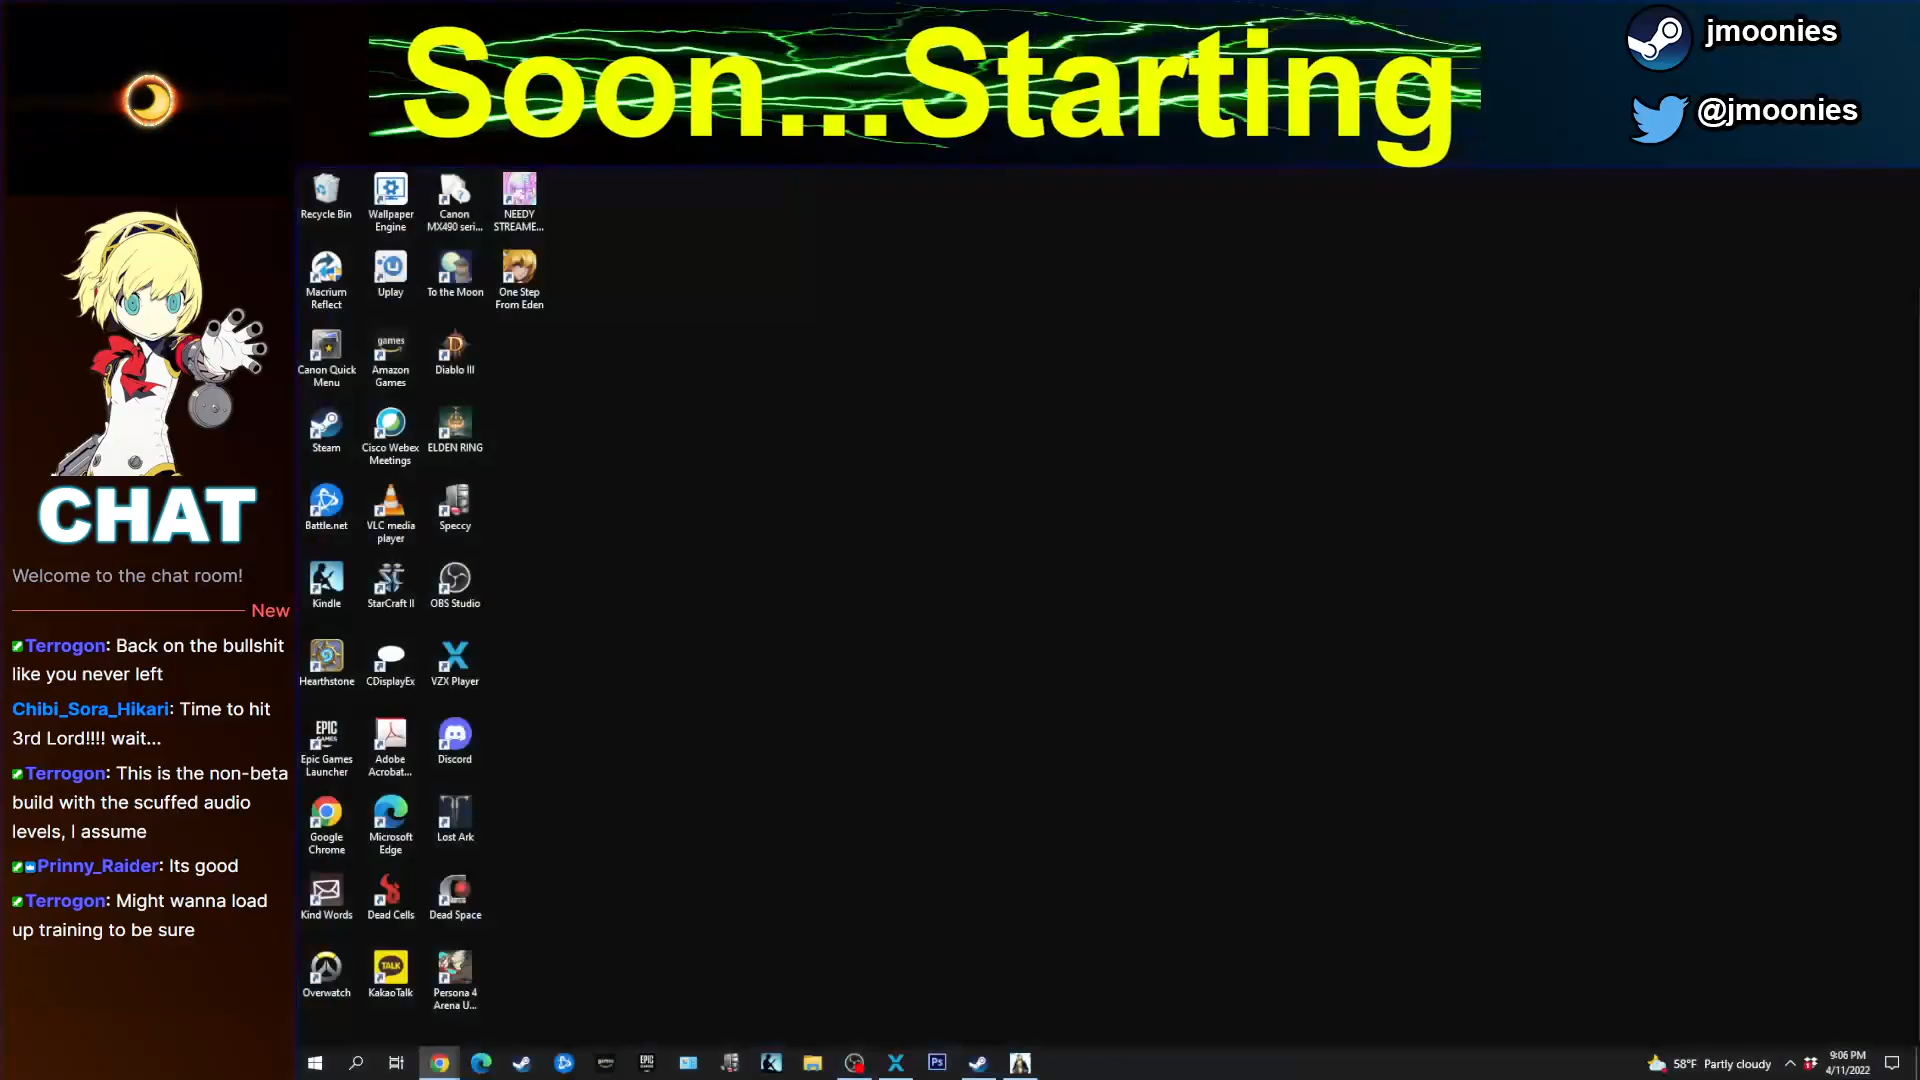 Soon...Starting
jmoonies
@jmoonies
CHAT
Welcome to the chat room!
New
Terrogon: Back on the bullshit
like you never left
Chibi_Sora_Hikari: Time to hit
3rd Lord!!!! wait...
Terrogon: This is the non-beta
build with the scuffed audio
levels, I assume
Prinny_Raider: Its good
Terrogon: Might wanna load
up training to be sure
Recycle Bin
Wallpaper
Engine
Canon
MX490 seri...
NEEDY
STREAME...
Macrium
Reflect
Uplay
To the Moon
One Step
From Eden
Canon Quick
Menu
games
Amazon
Games
Diablo III
Steam
Cisco Webex
Meetings
ELDEN RING
Battle.net
VLC media
player
Speccy
Kindle
StarCraft II
OBS Studio
Hearthstone
CDisplayEx
VZX Player
EPIC
GAMES
Epic Games
Launcher
Adobe
Acrobat...
Discord
Google
Chrome
Microsoft
Edge
Lost Ark
Kind Words
Dead Cells
Dead Space
Overwatch
TALK
KakaoTalk
Persona 4
Arena U...
EPIC
Ps
58°F Partly cloudy
9:06 PM
4/11/2022